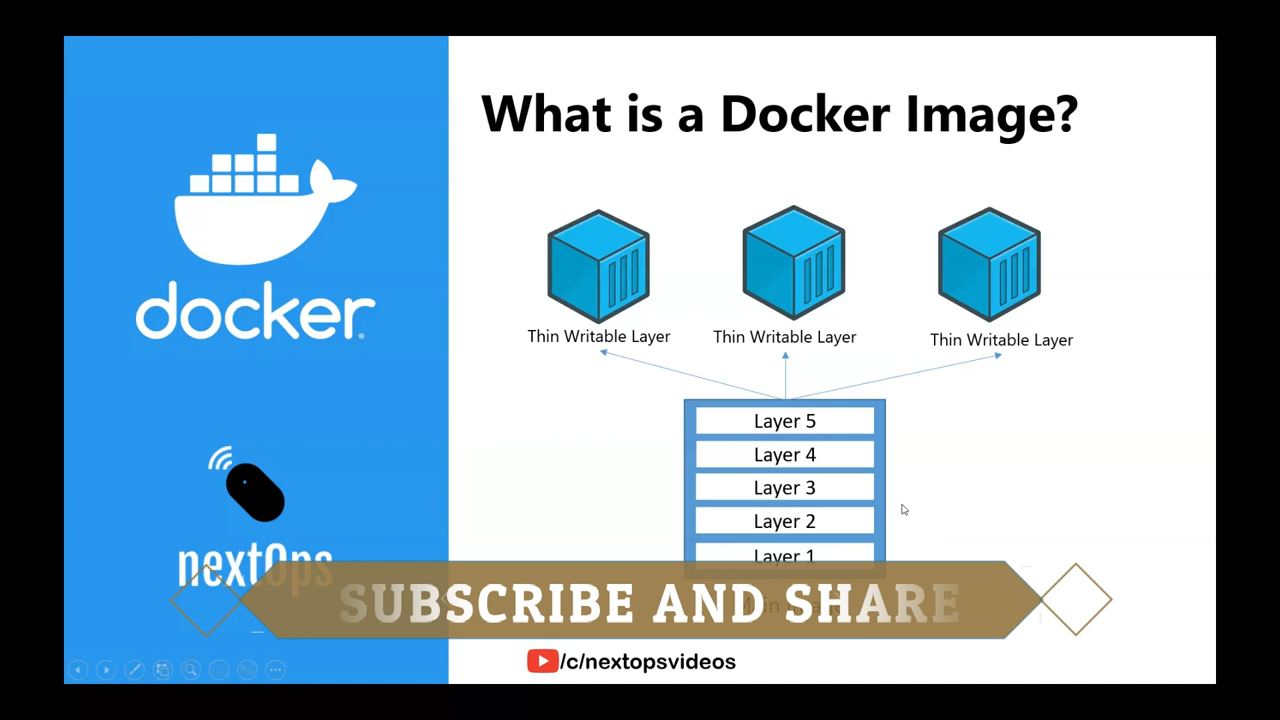 What is a Docker Image?
docker
Thin Writable Layer
Thin Writable Layer
Thin Writable Layer
Layer 5
Layer 4
Layer 3
Layer 2
Layer 1
nextOps
SUBSCRIBE AND SHARE
/c/nextopsvideos